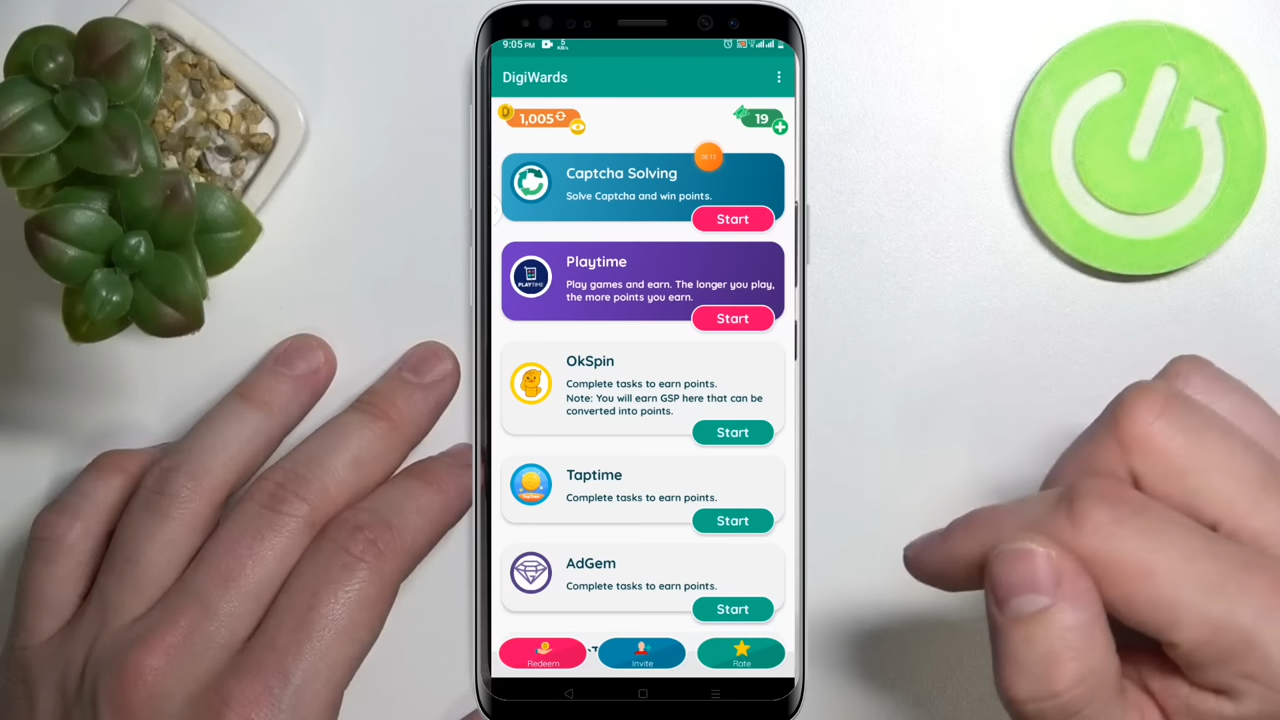 9:05 PM
5
KB/s
DigiWards
1,005
19
Captcha Solving
Solve Captcha and win points.
Start
Playtime
Play games and earn. The longer you play,
the more points you earn.
PLAYTIME
Start
OkSpin
Complete tasks to earn points.
Note: You will earn GSP here that can be
converted into points.
Start
Taptime
Complete tasks to earn points.
Start
AdGem
Complete tasks to earn points.
Start
Redeem
Invite
Rate